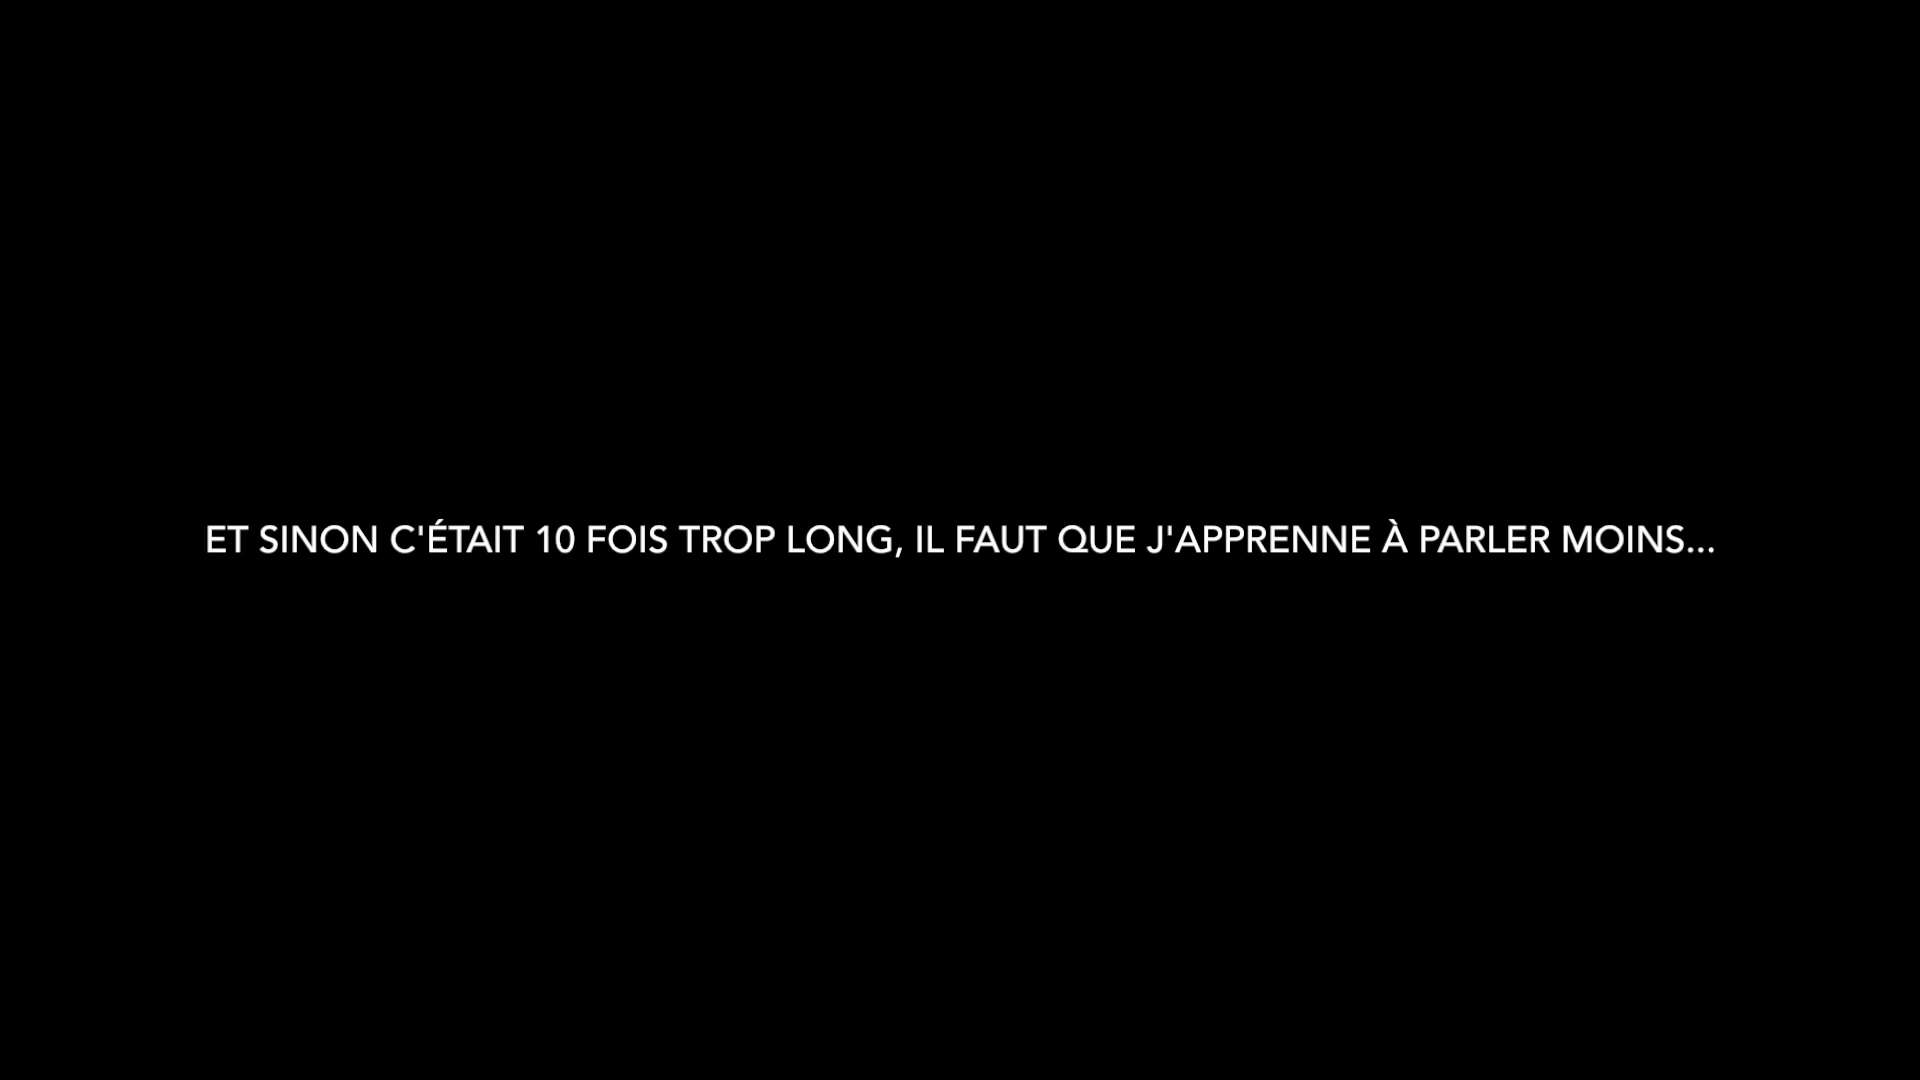 ET SINON C'ÉTAIT 10 FOIS TROP LONG, IL FAUT QUE J'APPRENNE À PARLER MOINS...